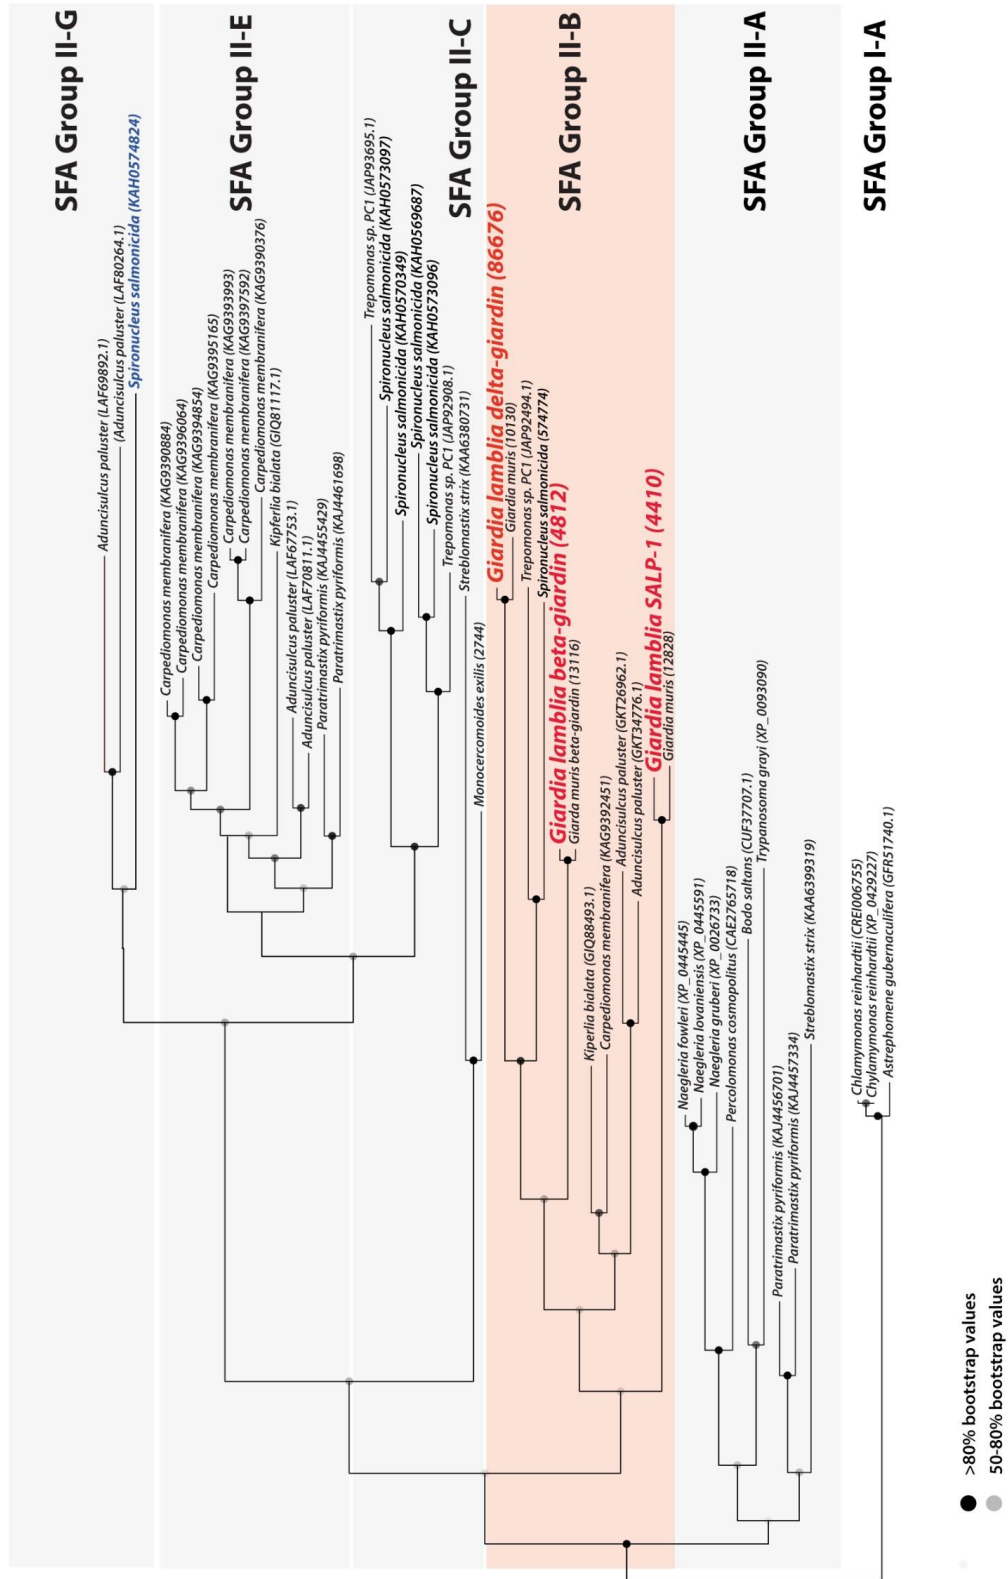 SFA Group II-G
Aduncisulcus paluster (LAF69892.1)
(Aduncisulcus paluster (LAF80264.1)
Spironucleus salmonicida (KAH0574824)
SFA Group II-E
Carpediomonas membranifera (KAG9390884)
Carpediomonas membranifera (KAG9396064)
Carpediomonas membranifera (KAG9394854)
Carpediomonas membranifera (KAG9395165)
Carpediomonas membranifera (KAG9393993)
Carpediomonas membranifera (KAG9397592)
Carpediomonas membranifera (KAG9390376)
Kipferlia bialata (GIQ81117.1)
Aduncisulcus paluster (LAF67753.1)
Aduncisulcus paluster (LAF70811.1)
Paratrimastix pyriformis (KAJ4455429)
Paratrimastix pyriformis (KAJ4461698)
SFA Group II-C
Trepomonas sp. PC1 (JAP93695.1)
Spironucleus salmonicida (KAH0573097)
Spironucleus salmonicida (KAH0570349)
Spironucleus salmonicida (KAH0569687)
Spironucleus salmonicida (KAH0573096)
Trepomonas sp. PC1 (JAP92908.1)
Streblomastix strix (KAA6380731)
Monocercomoides exilis (2744)
SFA Group II-B
Giardia lamblia delta-giardin (86676)
Giardia muris (10130)
Trepomonas sp. PC1 (JAP92494.1)
Spironucleus salmonicida (574774)
Giardia lamblia beta-giardin (4812)
Giarda muris beta-giardin (13116)
Kiperlia bialata (GIQ88493.1)
Carpediomonas membranifera (KAG9392451)
Aduncisulcus paluster (GKT26962.1)
Aduncisulcus paluster (GKT34776.1)
Giardia lamblia SALP-1 (4410)
Giardia muris (12828)
SFA Group II-A
Naegleria fowleri (XP_0445445)
Naegleria lovaniensis (XP_0445591)
Naegleria gruberi (XP_0026733)
Percolomonas cosmopolitus (CAE2765718)
Bodo saltans (CUF37707.1)
Trypanosoma grayi (XP_0093090)
Paratrimastix pyriformis (KAJ4456701)
Paratrimastix pyriformis (KAJ4457334)
Streblomastix strix (KAA6399319)
SFA Group I-A
Chlamymonas reinhardtii (CREI006755)
Chylamymonas reinhardtii (XP_0429227)
Astrephomene gubernaculifera (GFR51740.1)
>80% bootstrap values
50-80% bootstrap values